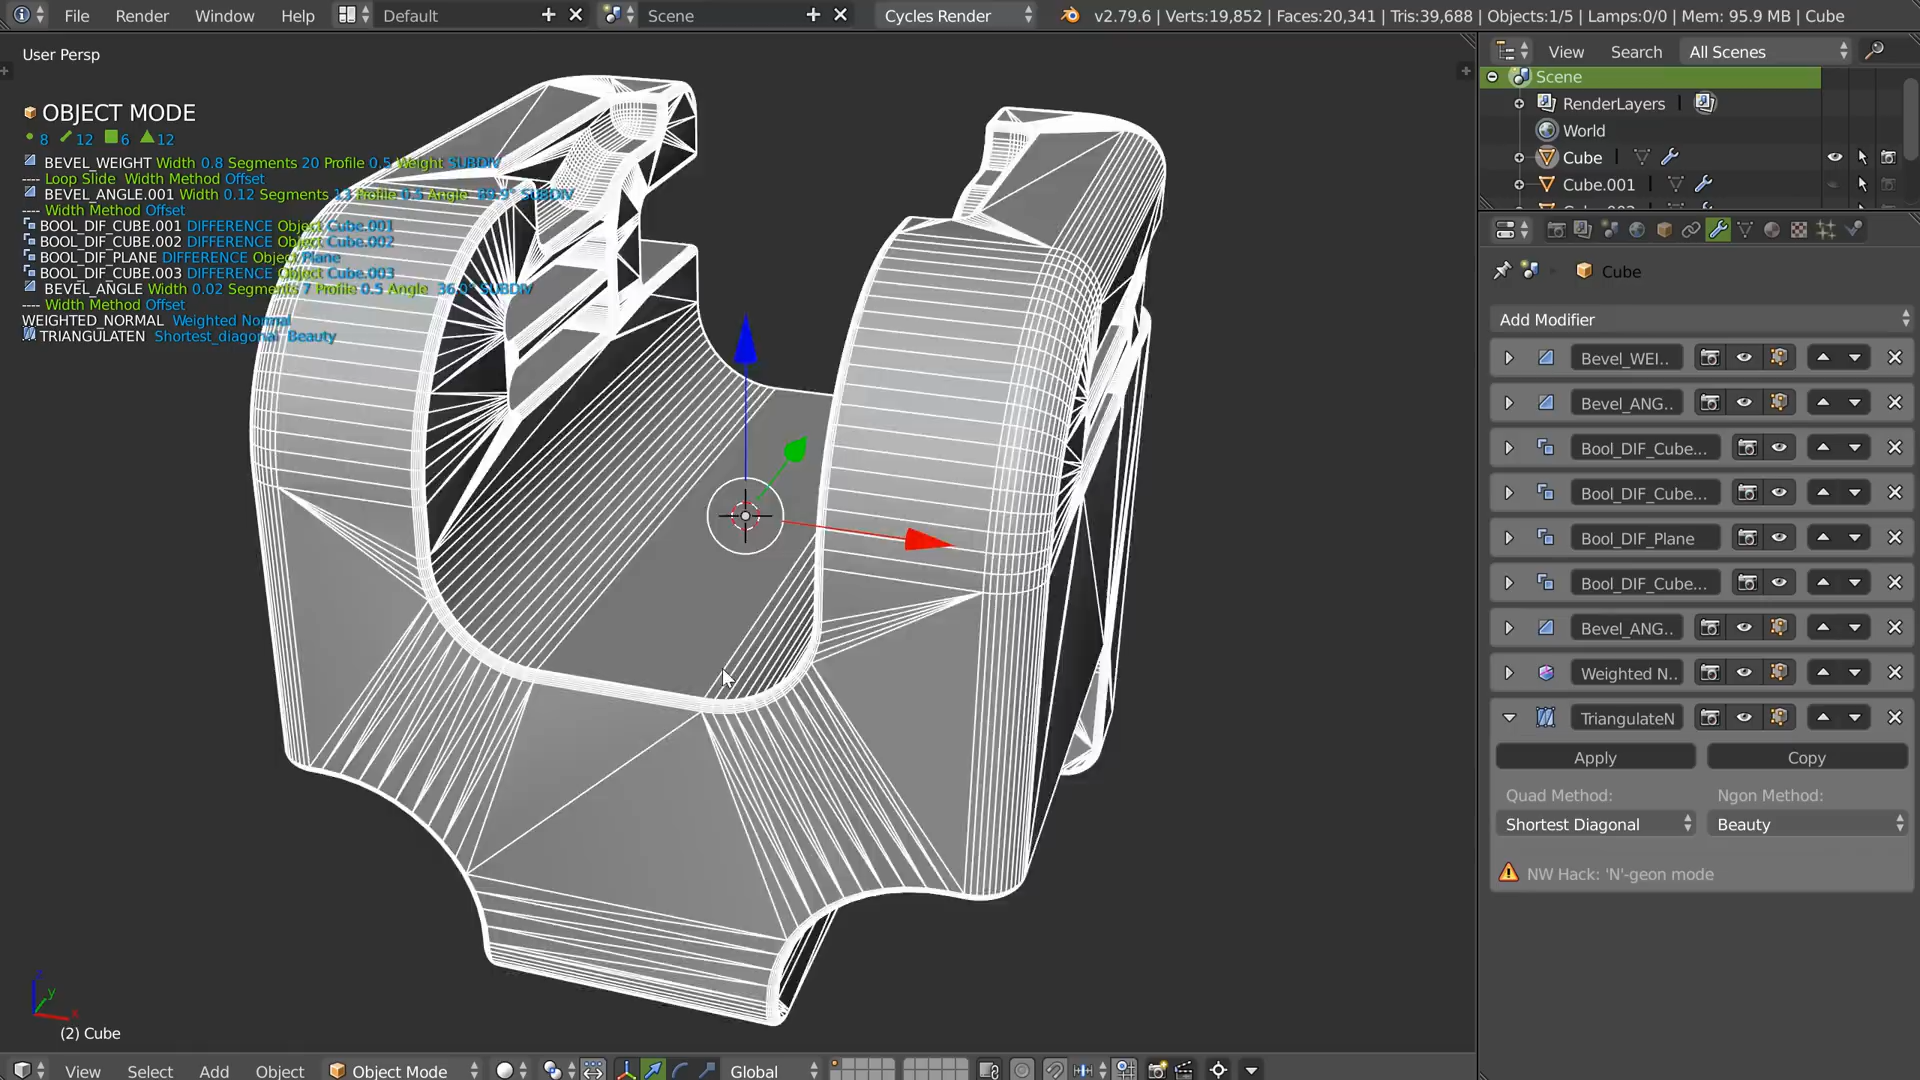 File Render Window Help Default Scene Cycles Render v2.79.6 | Verts:19,852 | Faces:20,341 | Tris:39,688 | Objects:1/5 | Lamps:0/0 | Mem: 95.9 MB | Cube
User Persp
OBJECT MODE
8 12 6 12
BEVEL_WEIGHT Width 0.8 Segments 20 Profile 0.5 Weight SUBDIV
---- Loop Slide Width Method Offset
BEVEL_ANGLE.001 Width 0.12 Segments 13 Profile 0.5 Angle 69.9° SUBDIV
---- Width Method Offset
BOOL_DIF_CUBE.001 DIFFERENCE Object Cube.001
BOOL_DIF_CUBE.002 DIFFERENCE Object Cube.002
BOOL_DIF_PLANE DIFFERENCE Object Plane
BOOL_DIF_CUBE.003 DIFFERENCE Object Cube.003
BEVEL_ANGLE Width 0.02 Segments 7 Profile 0.5 Angle 36.0° SUBDIV
---- Width Method Offset
WEIGHTED_NORMAL Weighted Normal
TRIANGULATEN Shortest_diagonal Beauty
z
y
x
(2) Cube
View Select Add Object Object Mode Global
View Search All Scenes
Scene
RenderLayers
World
Cube
Cube.001
Cube
Add Modifier
Bevel_WEI..
Bevel_ANG..
Bool_DIF_Cube...
Bool_DIF_Cube...
Bool_DIF_Plane
Bool_DIF_Cube...
Bevel_ANG..
Weighted N..
TriangulateN
Apply Copy
Quad Method: Ngon Method:
Shortest Diagonal Beauty
NW Hack: 'N'-geon mode